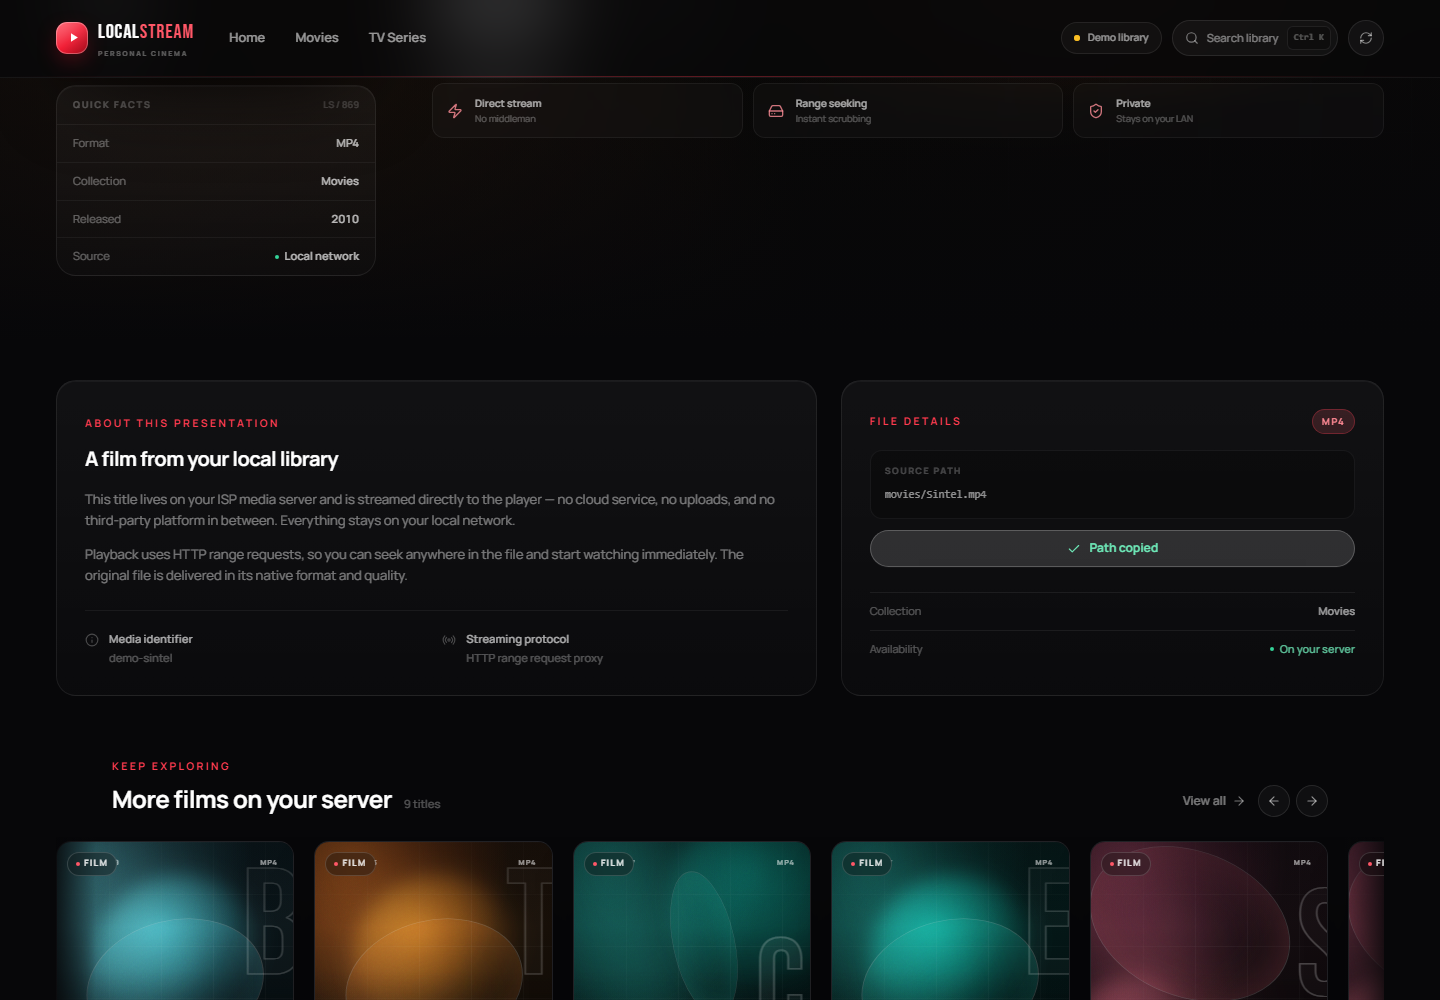 LOCALSTREAM
PERSONAL CINEMA
Home
Movies
TV Series
Demo library
Search library
Ctrl K
QUICK FACTS
LS / 869
Format
MP4
Collection
Movies
Released
2010
Source
Local network
Direct stream
No middleman
Range seeking
Instant scrubbing
Private
Stays on your LAN
ABOUT THIS PRESENTATION
A film from your local library
This title lives on your ISP media server and is streamed directly to the player — no cloud service, no uploads, and no
third-party platform in between. Everything stays on your local network.
Playback uses HTTP range requests, so you can seek anywhere in the file and start watching immediately. The
original file is delivered in its native format and quality.
Media identifier
demo-sintel
Streaming protocol
HTTP range request proxy
FILE DETAILS
MP4
SOURCE PATH
movies/Sintel.mp4
Path copied
Collection
Movies
Availability
On your server
KEEP EXPLORING
More films on your server
9 titles
View all
FILM
MP4
B
FILM
MP4
T
FILM
MP4
C
FILM
MP4
E
FILM
MP4
S